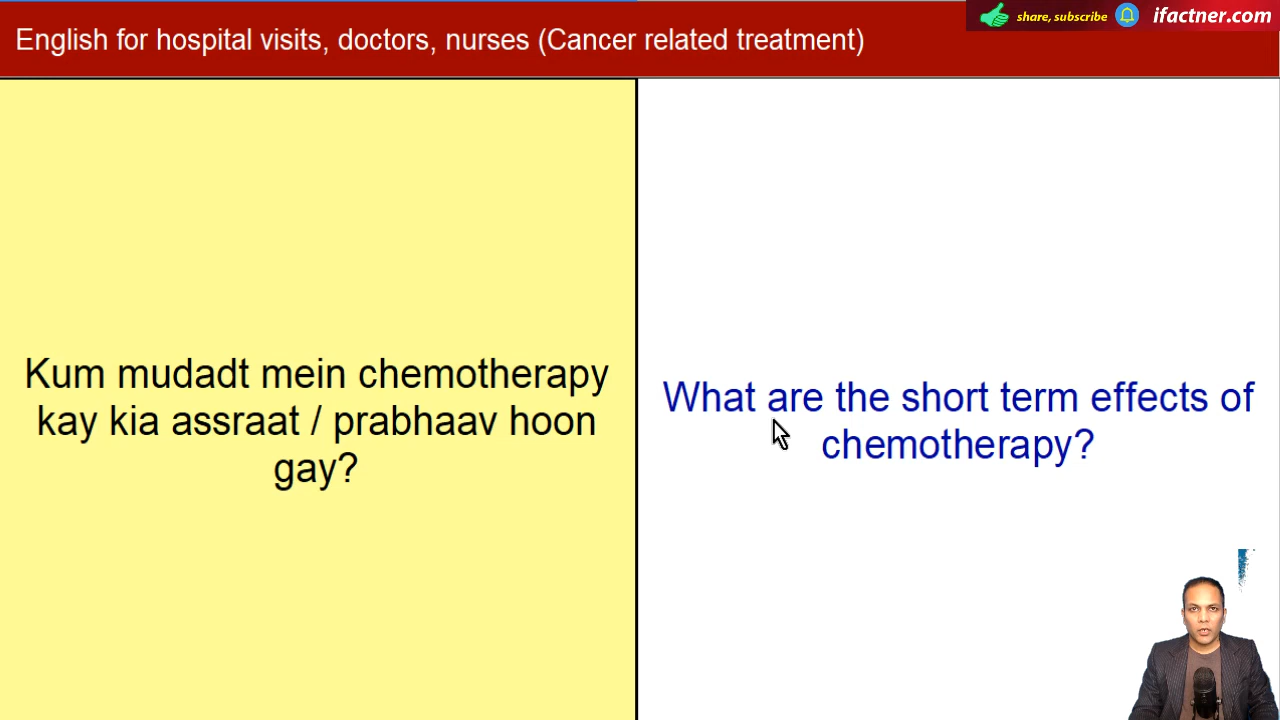 English for hospital visits, doctors, nurses (Cancer related treatment)
share, subscribe
ifactner.com
Kum mudadt mein chemotherapy
kay kia assraat / prabhaav hoon
gay?
What are the short term effects of
chemotherapy?